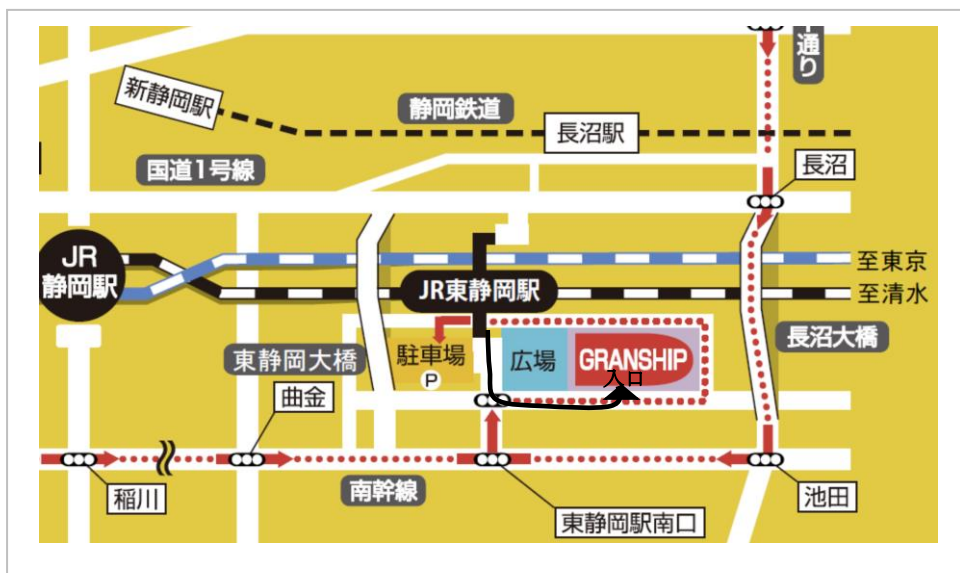 通り
新静岡駅
静岡鉄道
長沼駅
国道1号線
長沼
JR
静岡駅
至東京
JR東静岡駅
至清水
長沼大橋
東静岡大橋
駐車場
P
広場
GRANSHIP
入口
曲金
稲川
南幹線
東静岡駅南口
池田